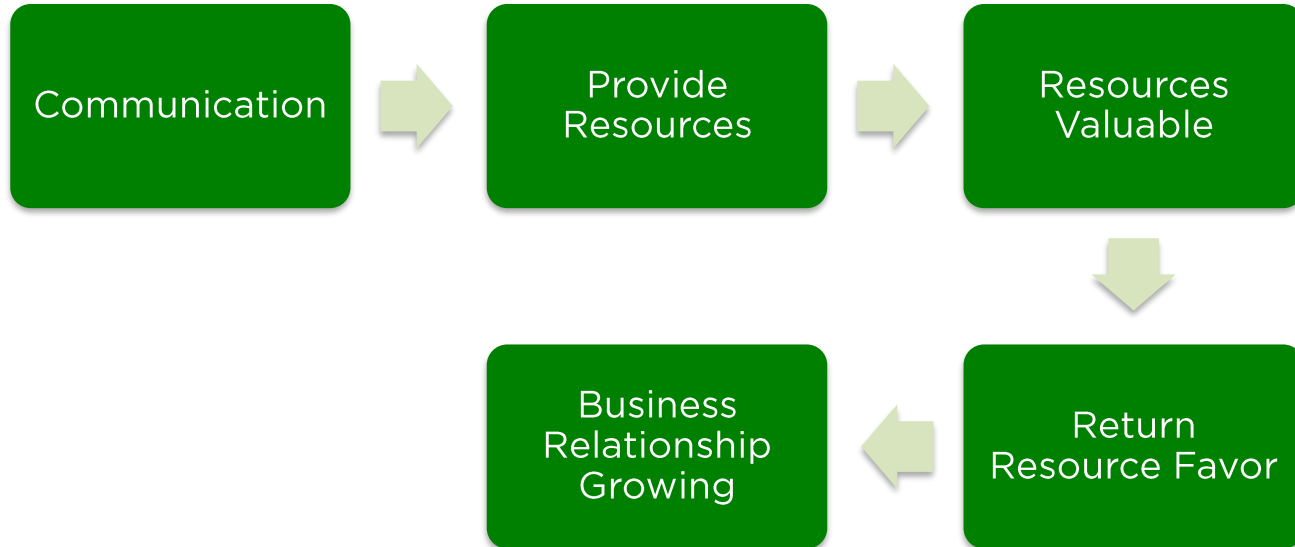 Communication
Provide
Resources
Resources
Valuable
Return
Resource Favor
Business
Relationship
Growing